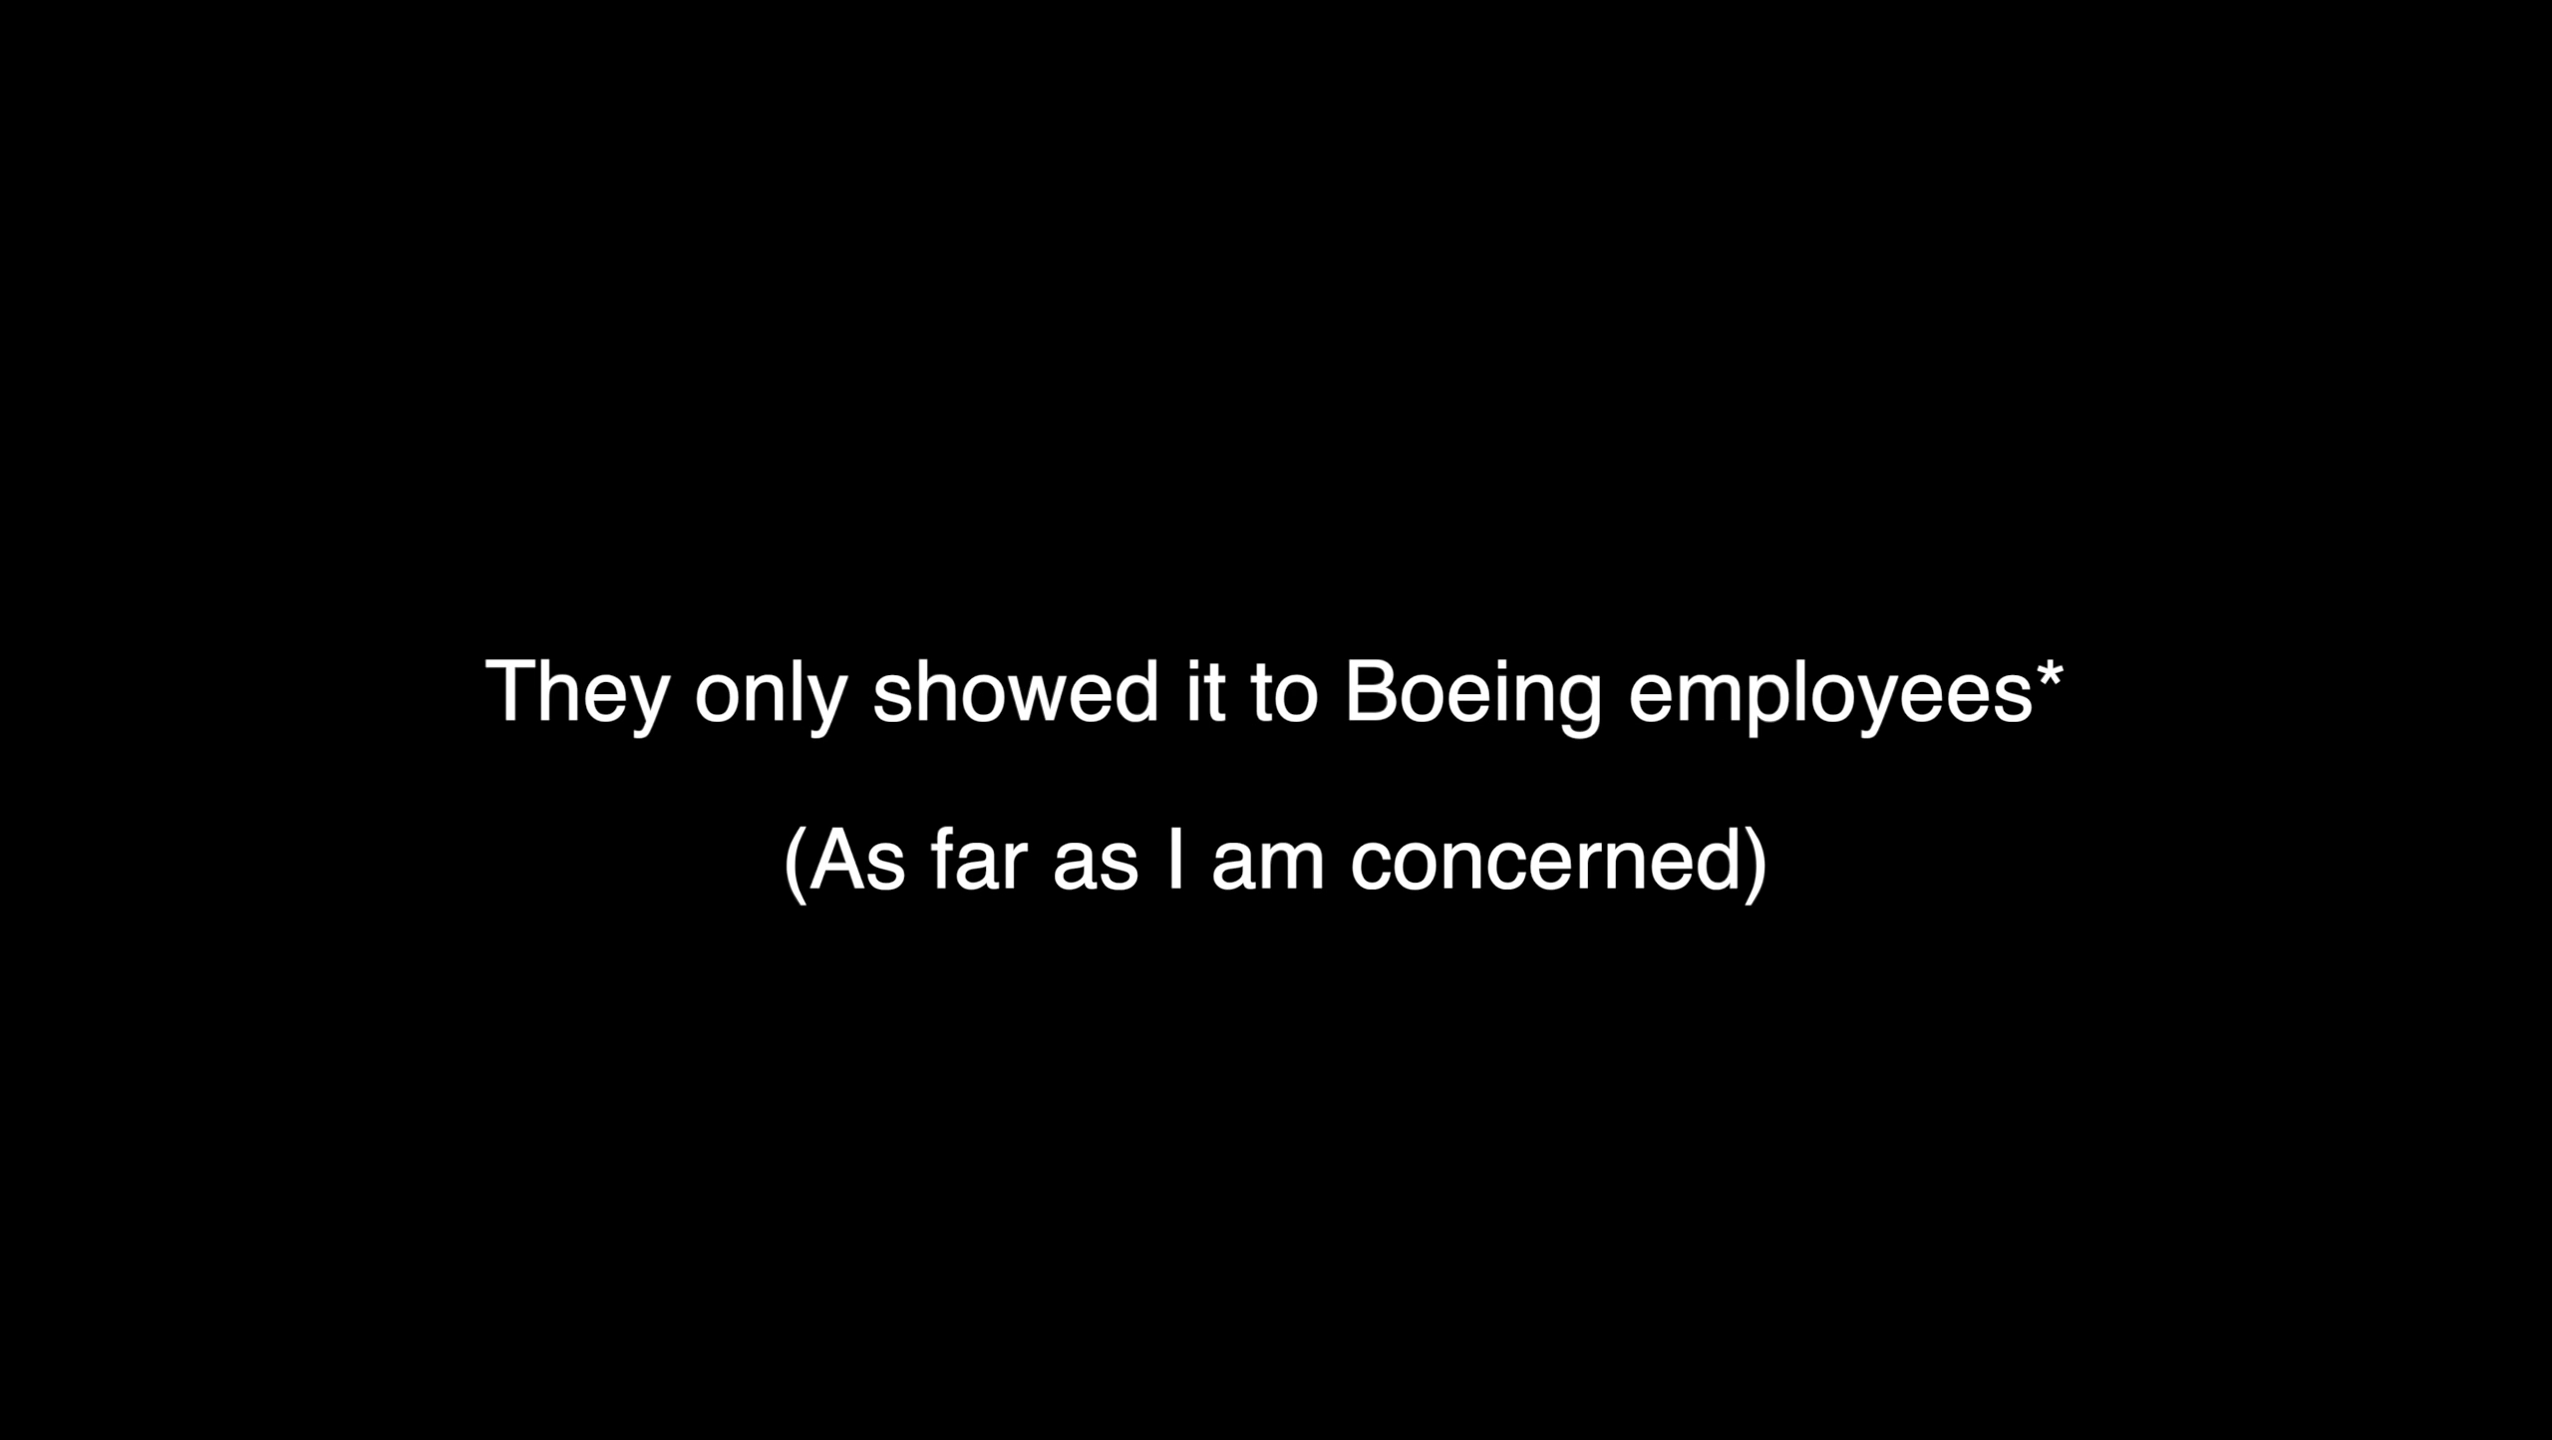 They only showed it to Boeing employees*
(As far as I am concerned)